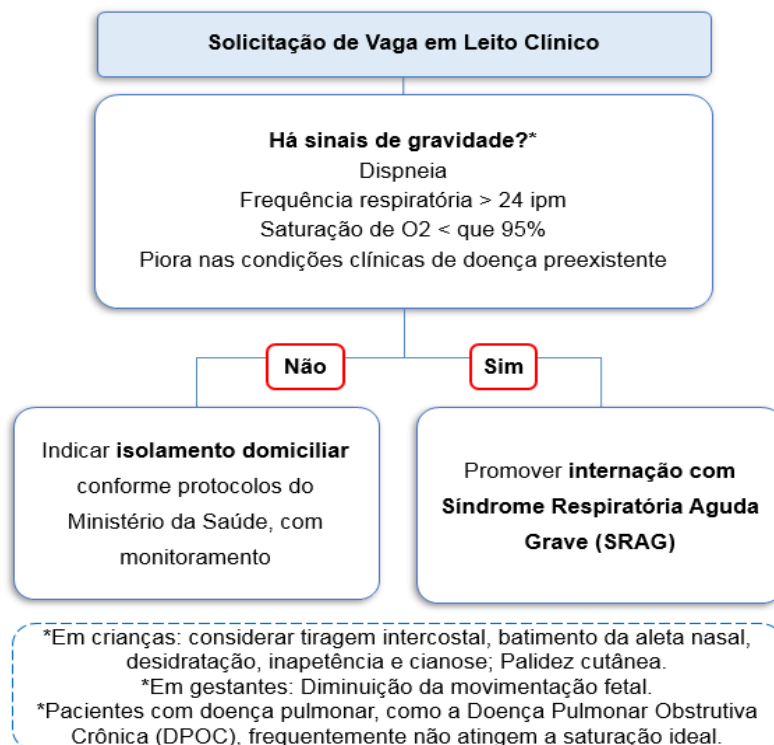 Solicitação de Vaga em Leito Clínico
Há sinais de gravidade?*
Dispneia
Frequência respiratória > 24 ipm
Saturação de O2 < que 95%
Piora nas condições clínicas de doença preexistente
Não
Sim
Indicar isolamento domiciliar
conforme protocolos do
Ministério da Saúde, com
monitoramento
Promover internação com
Síndrome Respiratória Aguda
Grave (SRAG)
*Em crianças: considerar tiragem intercostal, batimento da aleta nasal,
desidratação, inapetência e cianose; Palidez cutânea.
*Em gestantes: Diminuição da movimentação fetal.
*Pacientes com doença pulmonar, como a Doença Pulmonar Obstrutiva
Crônica (DPOC), frequentemente não atingem a saturação ideal.